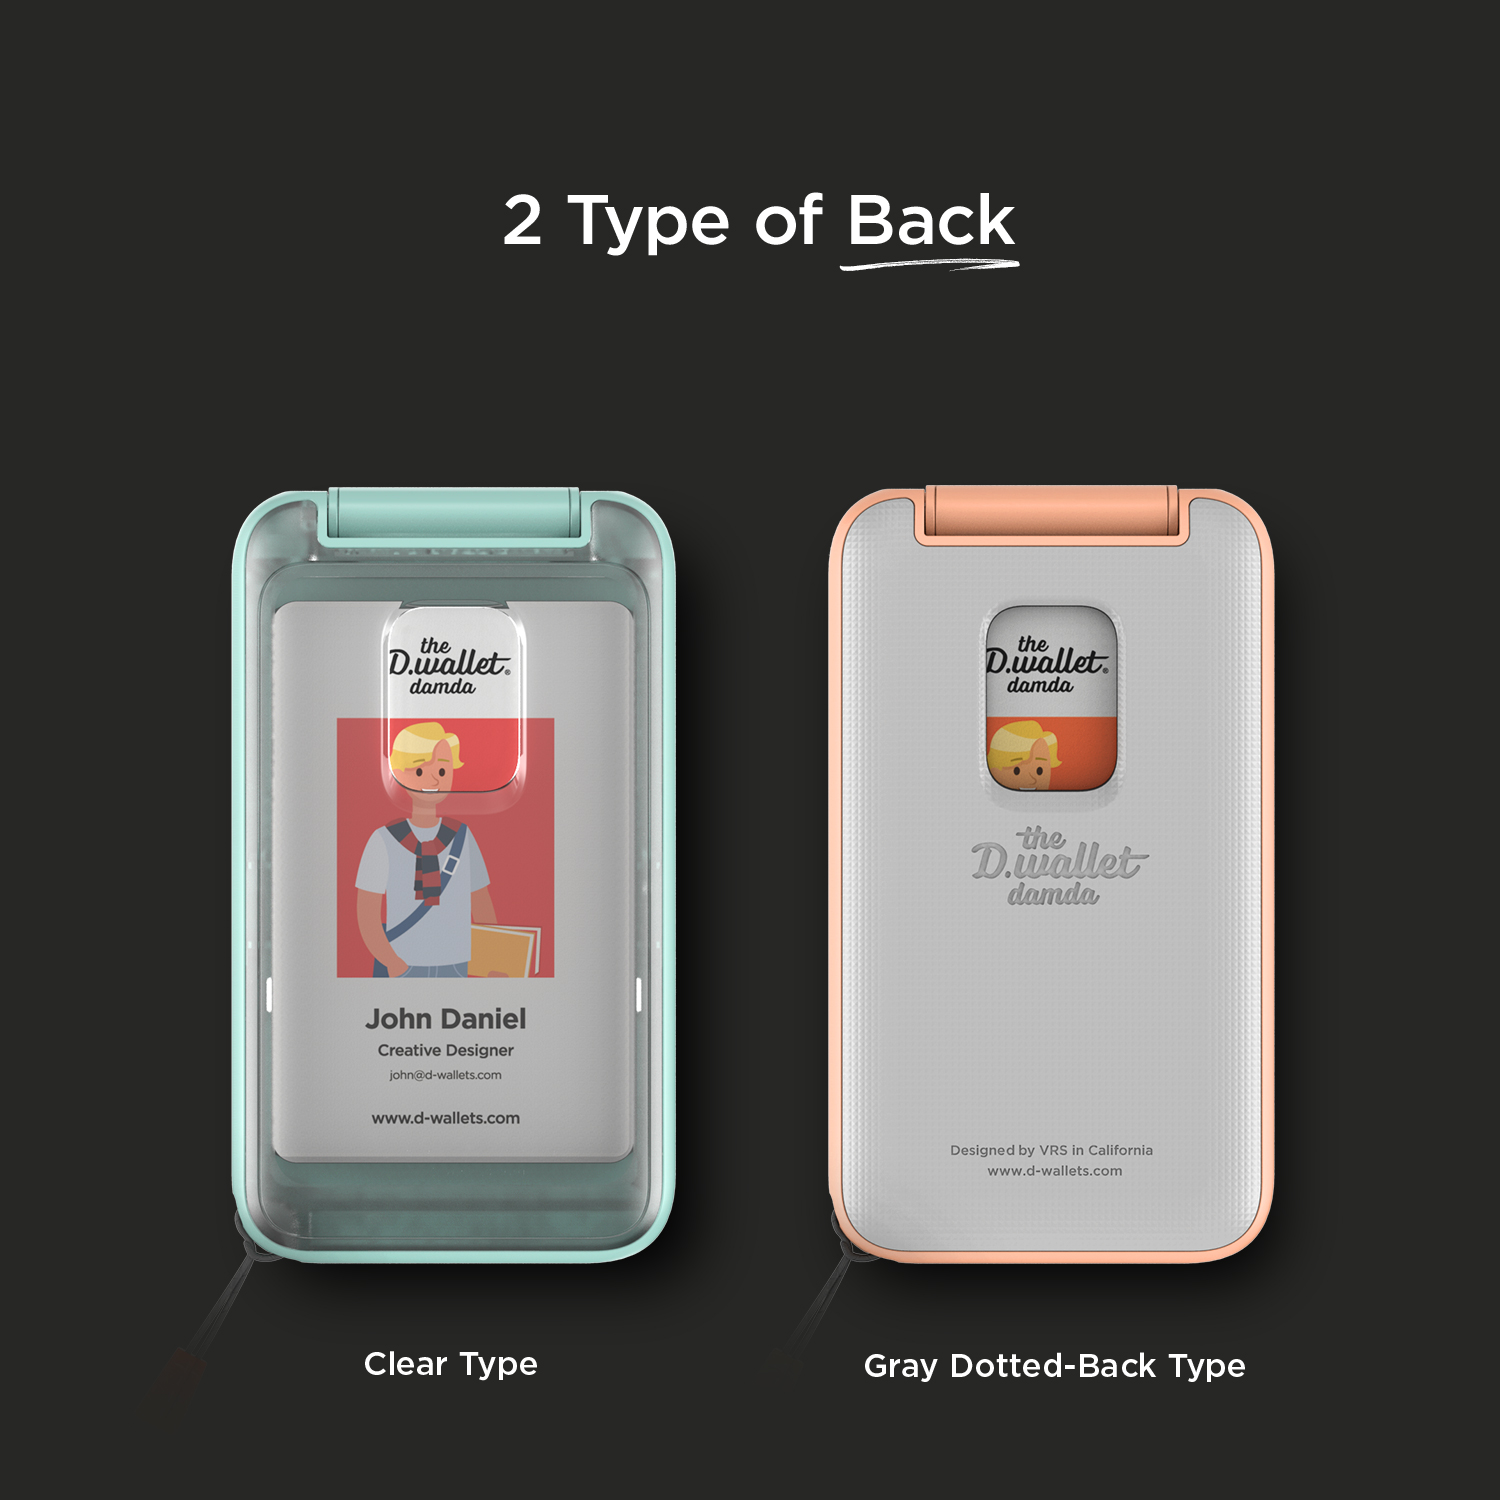 2 Type of Back
the
D.wallet®
damda
John Daniel
Creative Designer
john@d-wallets.com
www.d-wallets.com
Clear Type
the
D.wallet®
damda
the
D.wallet
damda
Designed by VRS in California
www.d-wallets.com
Gray Dotted-Back Type